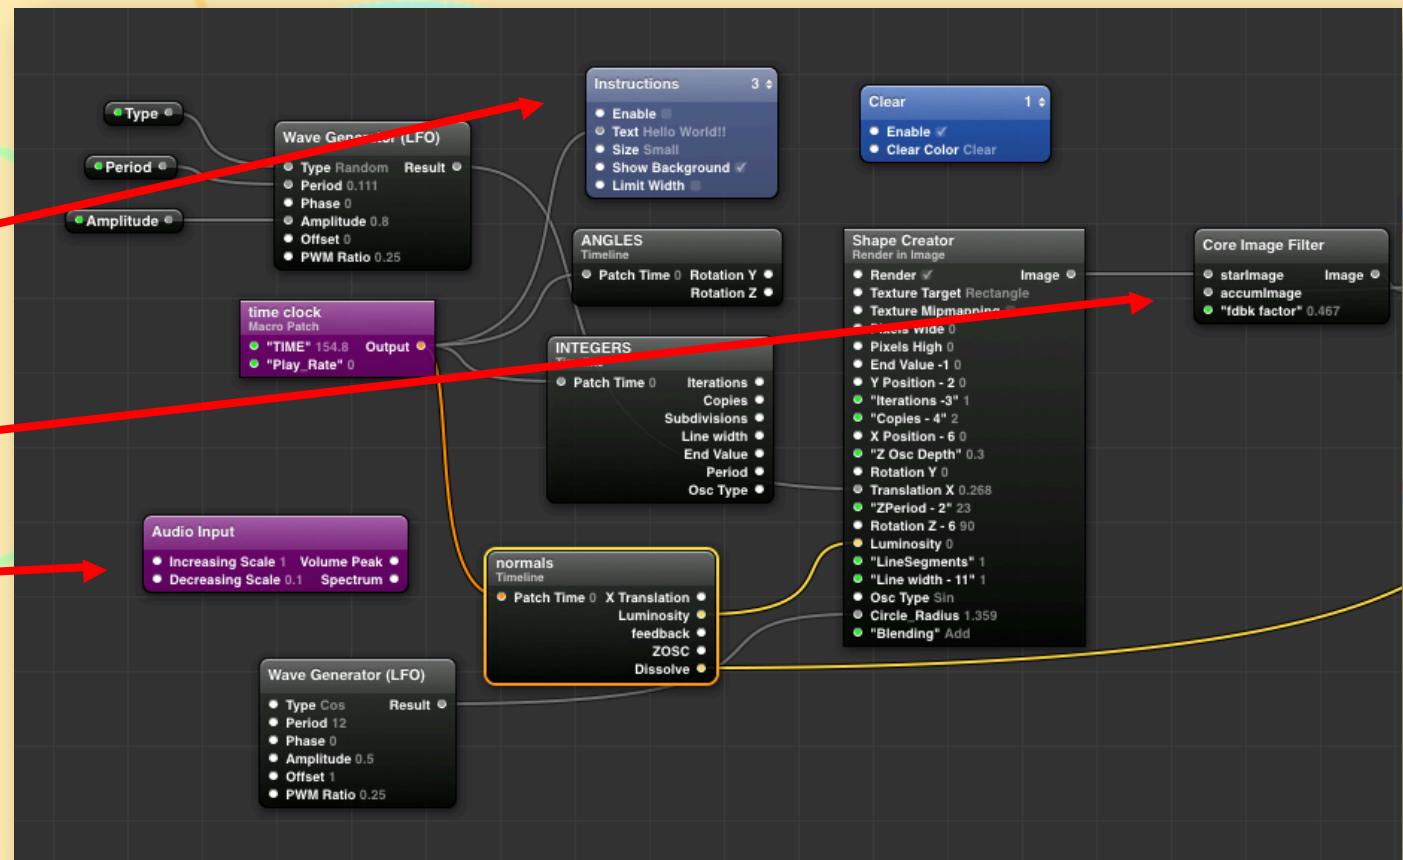 Type
Period
Amplitude
Wave Generator (LFO)
Type Random Result
Period 0.111
Phase 0
Amplitude 0.8
Offset 0
PWM Ratio 0.25
time clock
Macro Patch
"TIME" 154.8 Output
"Play_Rate" 0
Audio Input
Increasing Scale 1 Volume Peak
Decreasing Scale 0.1 Spectrum
Wave Generator (LFO)
Type Cos Result
Period 12
Phase 0
Amplitude 0.5
Offset 1
PWM Ratio 0.25
Instructions 3
Enable
Text Hello World!!
Size Small
Show Background
Limit Width
ANGLES
Timeline
Patch Time 0 Rotation Y
Rotation Z
INTEGERS
Timeline
Patch Time 0 Iterations
Copies
Subdivisions
Line width
End Value
Period
Osc Type
normals
Timeline
Patch Time 0 X Translation
Luminosity
feedback
ZOSC
Dissolve
Clear 1
Enable
Clear Color Clear
Shape Creator
Render in Image
Render Image
Texture Target Rectangle
Texture Mipmapping
Pixels Wide 0
Pixels High 0
End Value -1 0
Y Position - 2 0
"Iterations -3" 1
"Copies - 4" 2
X Position - 6 0
"Z Osc Depth" 0.3
Rotation Y 0
Translation X 0.268
"ZPeriod - 2" 23
Rotation Z - 6 90
Luminosity 0
"LineSegments" 1
"Line width - 11" 1
Osc Type Sin
Circle_Radius 1.359
"Blending" Add
Core Image Filter
starImage Image
accumImage
"fdbk factor" 0.467